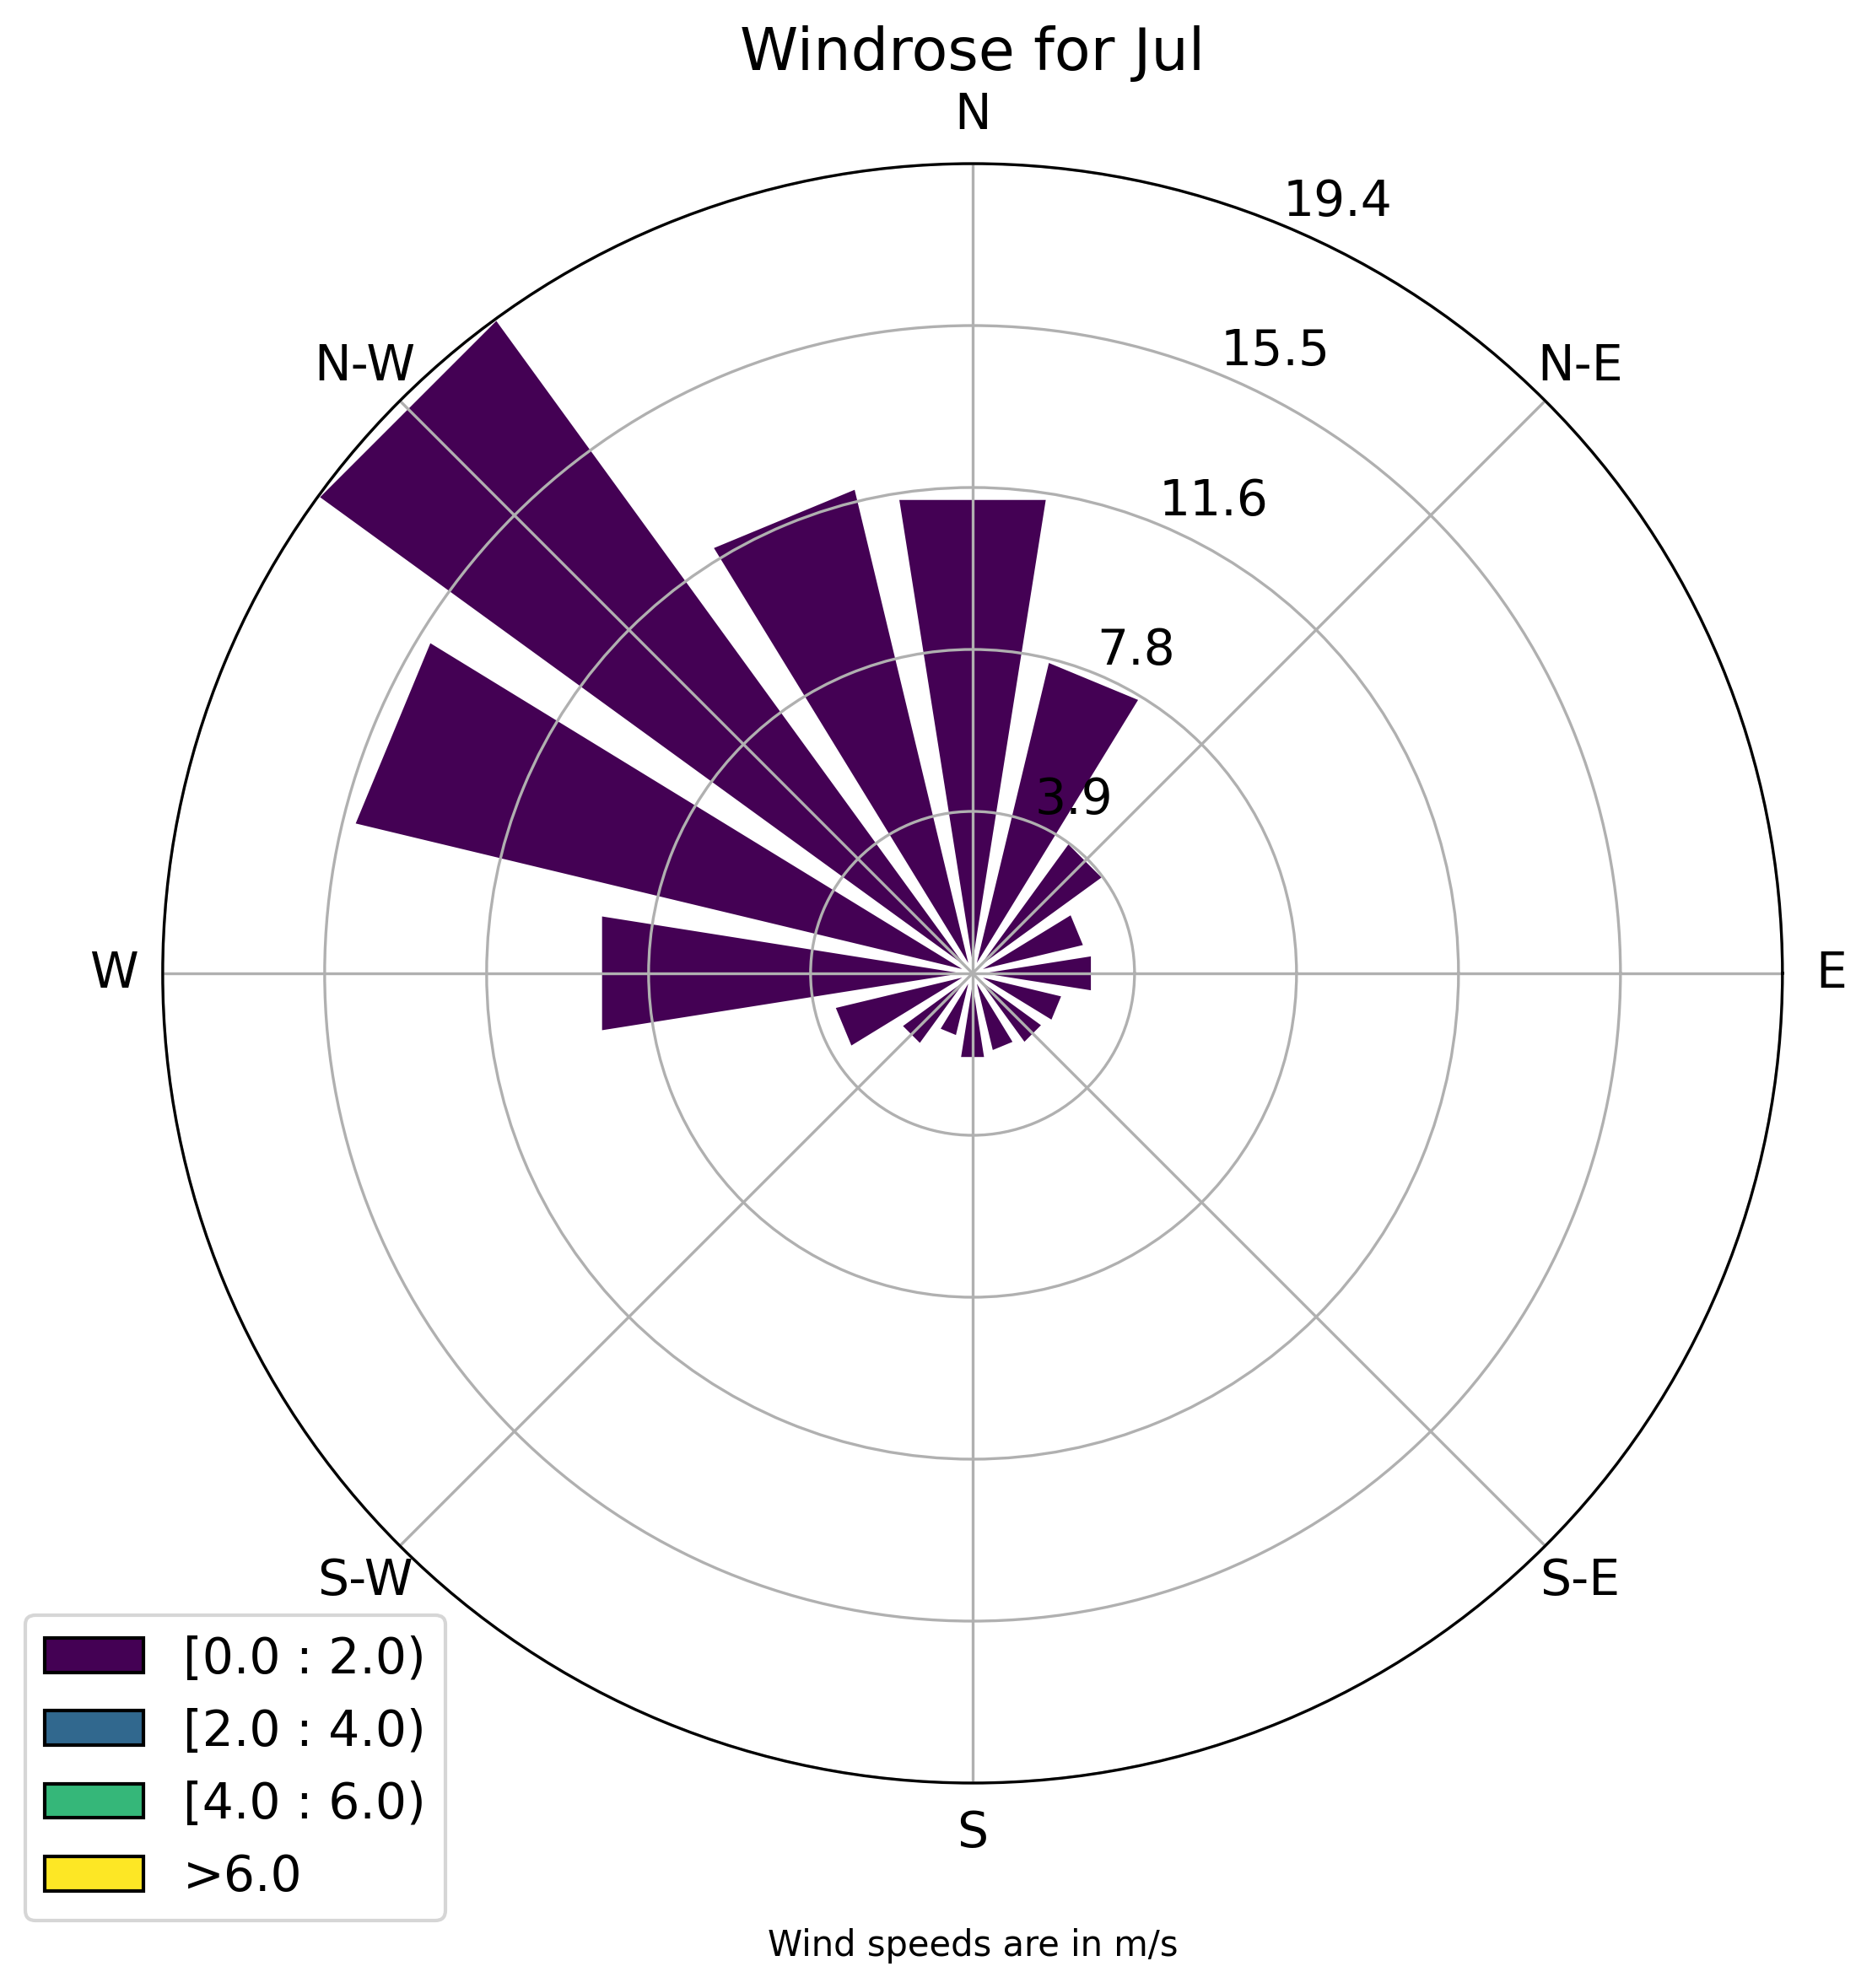 Windrose for Jul
N
19.4
15.5
N-W
N-E
11.6
7.8
3.9
W
E
S-W
S-E
[0.0 : 2.0)
[2.0 : 4.0)
[4.0 : 6.0)
S
>6.0
Wind speeds are in m/s